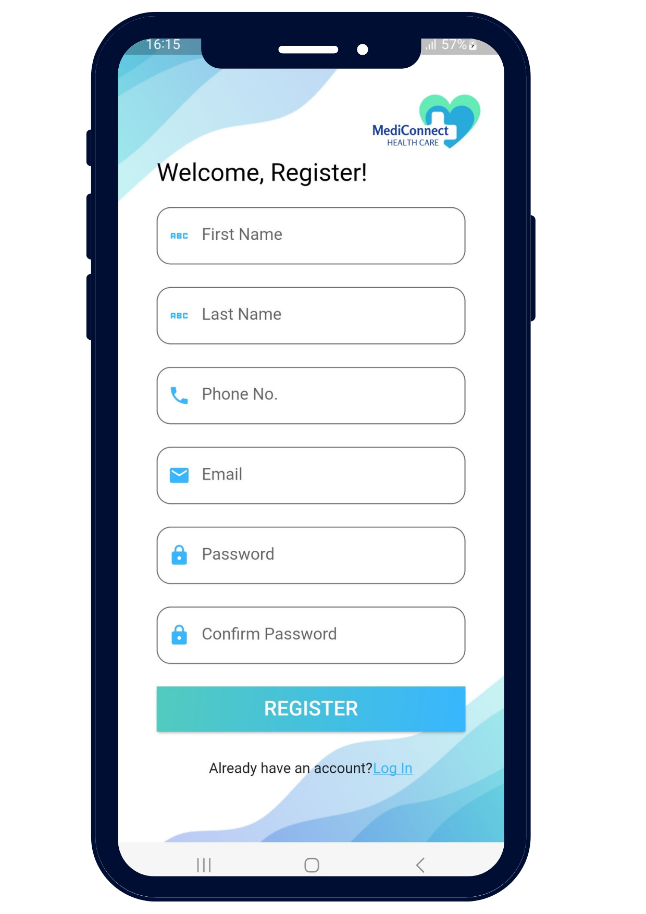 16:15 57%
MediConnect
HEALTH CARE
Welcome, Register!
ABC First Name
ABC Last Name
Phone No.
Email
Password
Confirm Password
REGISTER
Already have an account?Log In